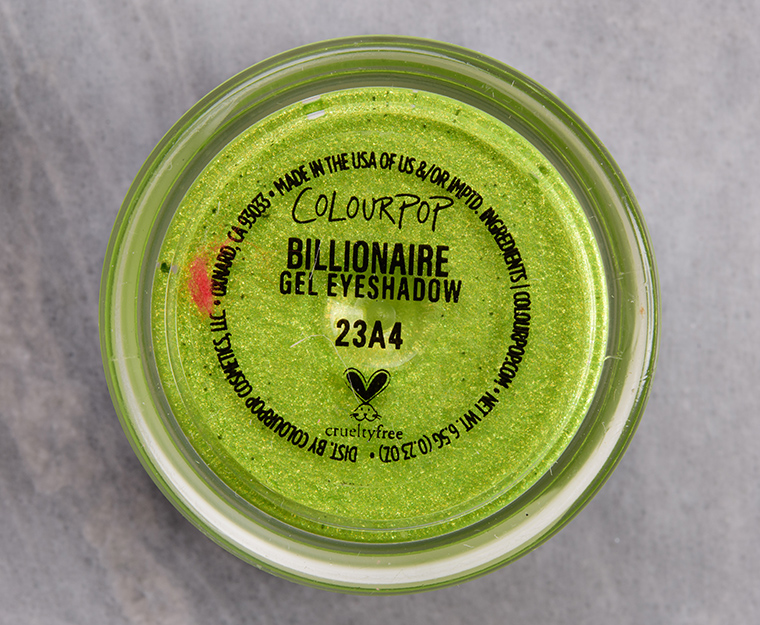 COLOURPOP
BILLIONAIRE
GEL EYESHADOW
23A4
crueltyfree
DIST. BY COLOURPOP COSMETICS, LLC • OXNARD, CA 93033 • MADE IN THE USA OF US &/OR IMPTD. INGREDIENTS | COLOURPOP.COM • NET WT. 6.5G (0.23 OZ) •